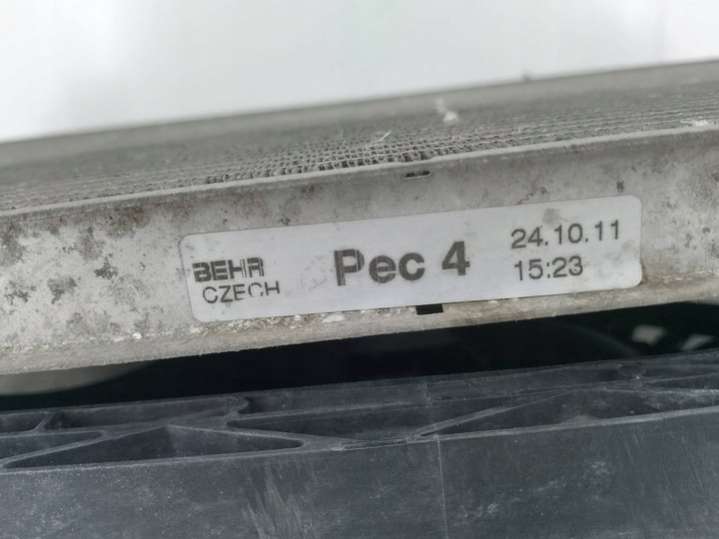 BEHR
CZECH
Pec 4
24.10.11
15:23